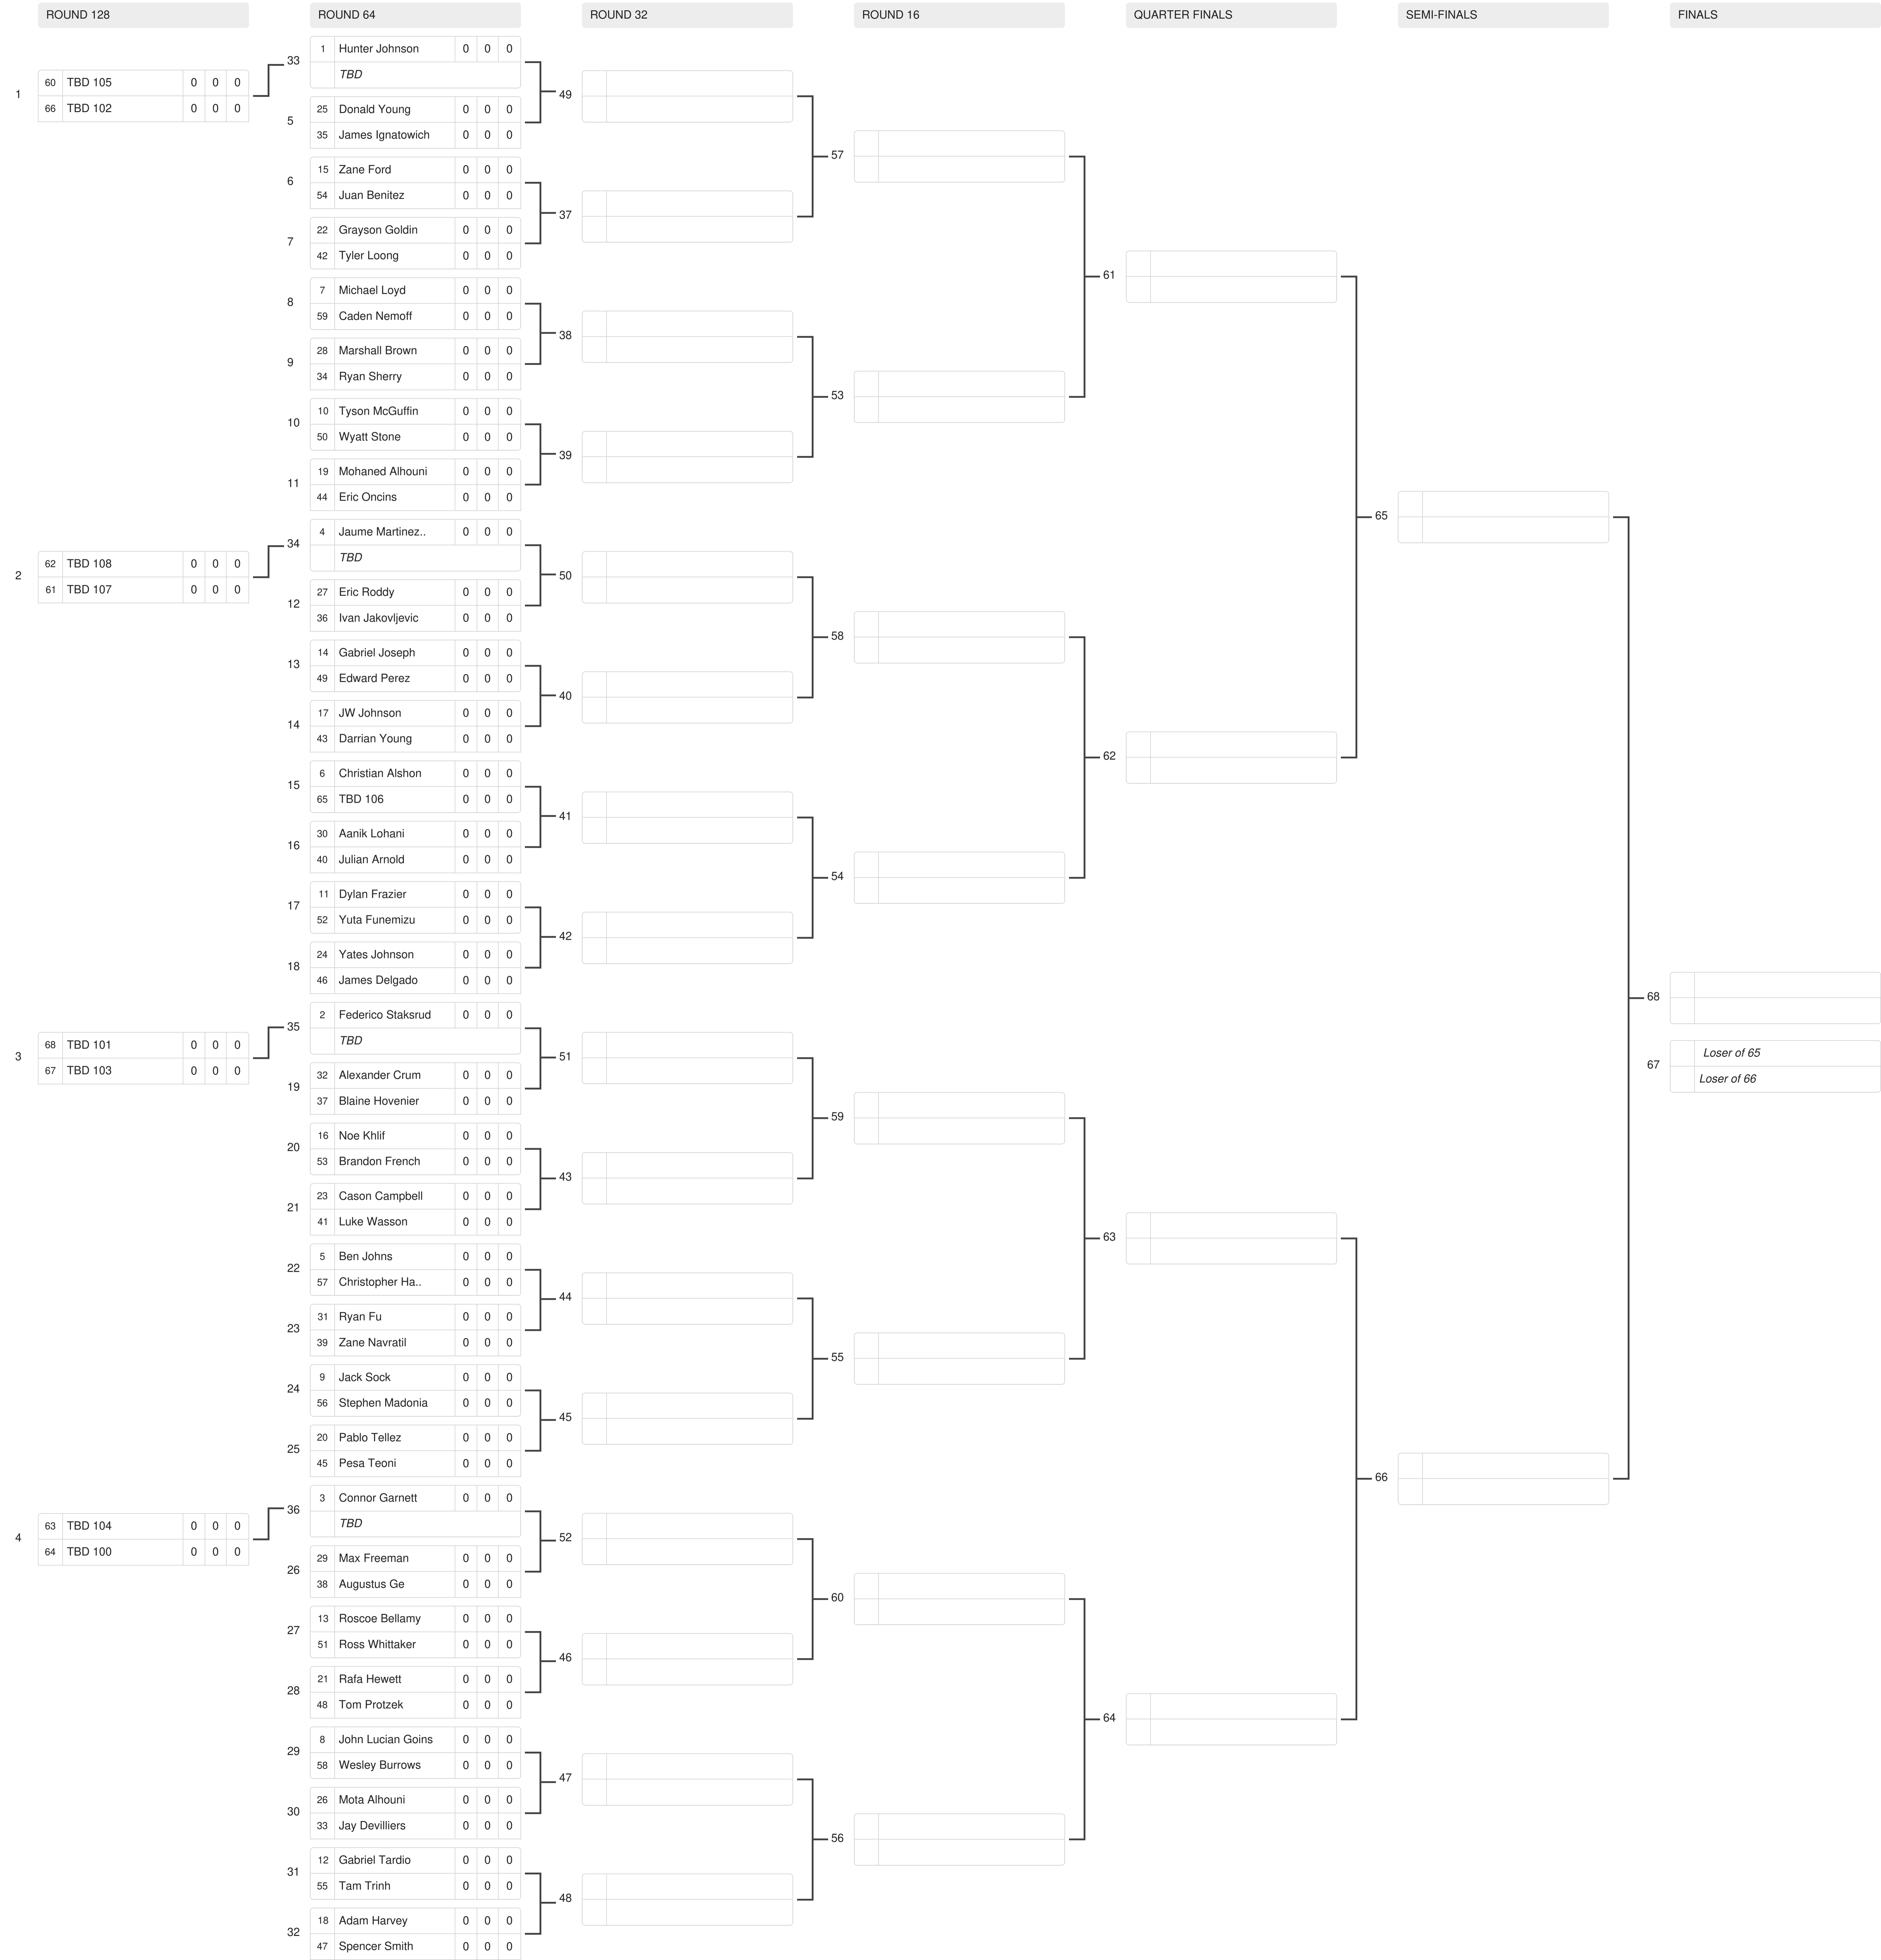 ROUND 128
ROUND 64
ROUND 32
ROUND 16
QUARTER FINALS
SEMI-FINALS
FINALS
1
60 TBD 105 0 0 0
66 TBD 102 0 0 0
2
62 TBD 108 0 0 0
61 TBD 107 0 0 0
3
68 TBD 101 0 0 0
67 TBD 103 0 0 0
4
63 TBD 104 0 0 0
64 TBD 100 0 0 0
33
1 Hunter Johnson 0 0 0
TBD
5
25 Donald Young 0 0 0
35 James Ignatowich 0 0 0
6
15 Zane Ford 0 0 0
54 Juan Benitez 0 0 0
7
22 Grayson Goldin 0 0 0
42 Tyler Loong 0 0 0
8
7 Michael Loyd 0 0 0
59 Caden Nemoff 0 0 0
9
28 Marshall Brown 0 0 0
34 Ryan Sherry 0 0 0
10
10 Tyson McGuffin 0 0 0
50 Wyatt Stone 0 0 0
11
19 Mohaned Alhouni 0 0 0
44 Eric Oncins 0 0 0
34
4 Jaume Martinez.. 0 0 0
TBD
12
27 Eric Roddy 0 0 0
36 Ivan Jakovljevic 0 0 0
13
14 Gabriel Joseph 0 0 0
49 Edward Perez 0 0 0
14
17 JW Johnson 0 0 0
43 Darrian Young 0 0 0
15
6 Christian Alshon 0 0 0
65 TBD 106 0 0 0
16
30 Aanik Lohani 0 0 0
40 Julian Arnold 0 0 0
17
11 Dylan Frazier 0 0 0
52 Yuta Funemizu 0 0 0
18
24 Yates Johnson 0 0 0
46 James Delgado 0 0 0
35
2 Federico Staksrud 0 0 0
TBD
19
32 Alexander Crum 0 0 0
37 Blaine Hovenier 0 0 0
20
16 Noe Khlif 0 0 0
53 Brandon French 0 0 0
21
23 Cason Campbell 0 0 0
41 Luke Wasson 0 0 0
22
5 Ben Johns 0 0 0
57 Christopher Ha.. 0 0 0
23
31 Ryan Fu 0 0 0
39 Zane Navratil 0 0 0
24
9 Jack Sock 0 0 0
56 Stephen Madonia 0 0 0
25
20 Pablo Tellez 0 0 0
45 Pesa Teoni 0 0 0
36
3 Connor Garnett 0 0 0
TBD
26
29 Max Freeman 0 0 0
38 Augustus Ge 0 0 0
27
13 Roscoe Bellamy 0 0 0
51 Ross Whittaker 0 0 0
28
21 Rafa Hewett 0 0 0
48 Tom Protzek 0 0 0
29
8 John Lucian Goins 0 0 0
58 Wesley Burrows 0 0 0
30
26 Mota Alhouni 0 0 0
33 Jay Devilliers 0 0 0
31
12 Gabriel Tardio 0 0 0
55 Tam Trinh 0 0 0
32
18 Adam Harvey 0 0 0
47 Spencer Smith 0 0 0
49
37
38
39
50
40
41
42
51
43
44
45
52
46
47
48
57
53
58
54
59
55
60
56
61
62
63
64
65
66
68
67
Loser of 65
Loser of 66